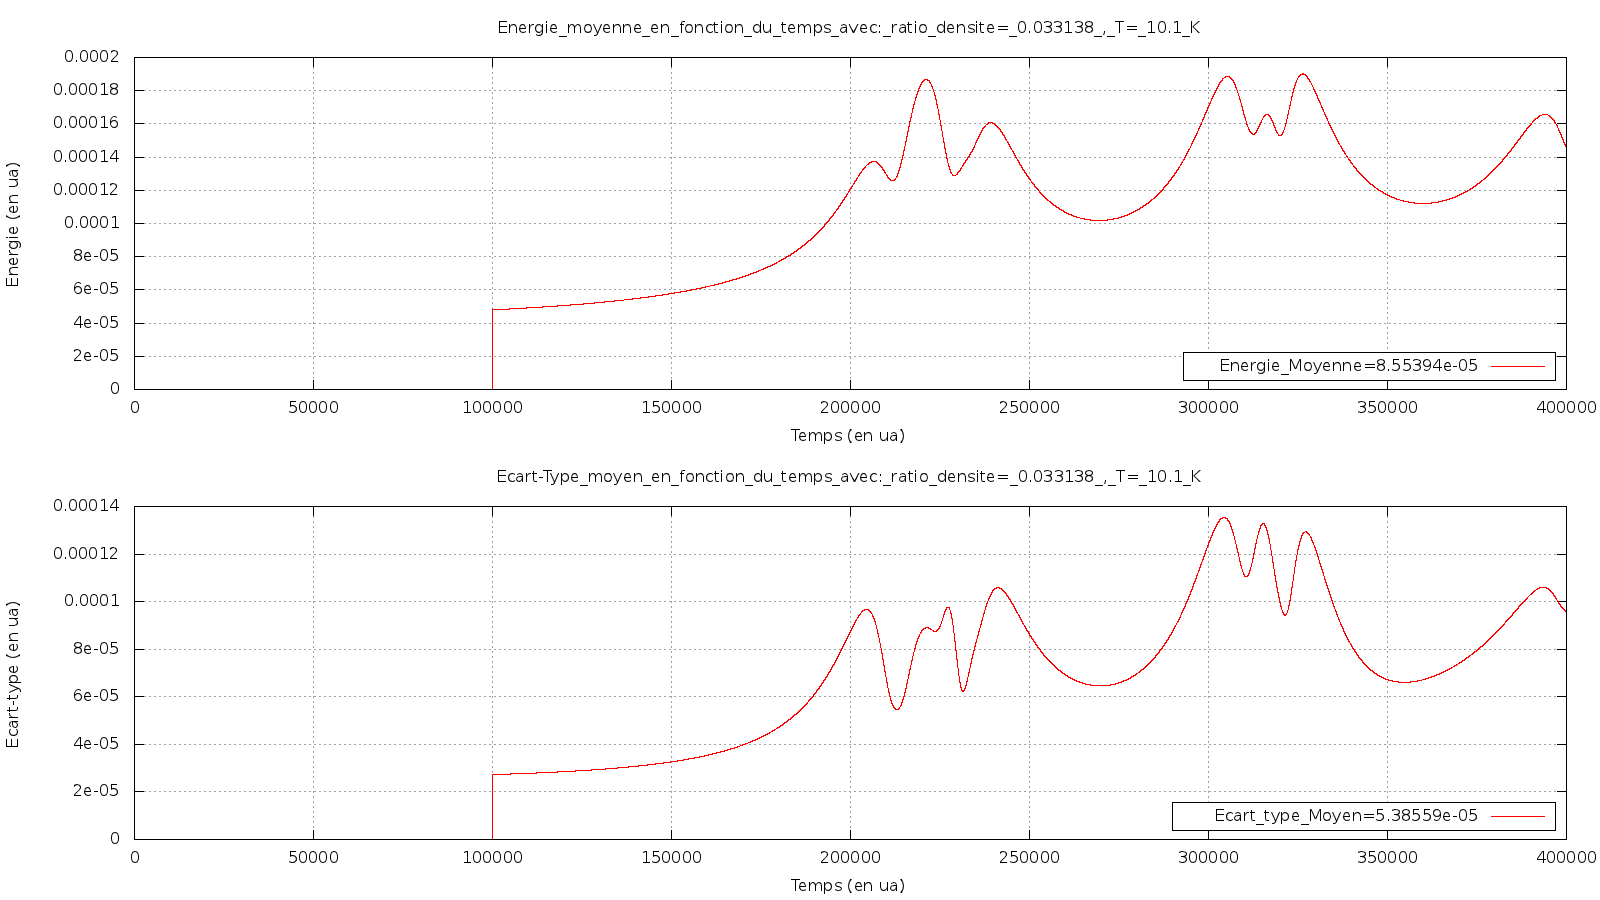 Energie_moyenne_en_fonction_du_temps_avec:_ratio_densite=_0.033138_,_T=_10.1_K
0.0002
0.00018
0.00016
0.00014
0.00012
0.0001
8e-05
6e-05
4e-05
2e-05
0
Energie (en ua)
Energie_Moyenne=8.55394e-05
0 50000 100000 150000 200000 250000 300000 350000 400000
Temps (en ua)
Ecart-Type_moyen_en_fonction_du_temps_avec:_ratio_densite=_0.033138_,_T=_10.1_K
0.00014
0.00012
0.0001
8e-05
6e-05
4e-05
2e-05
0
Ecart-type (en ua)
Ecart_type_Moyen=5.38559e-05
0 50000 100000 150000 200000 250000 300000 350000 400000
Temps (en ua)